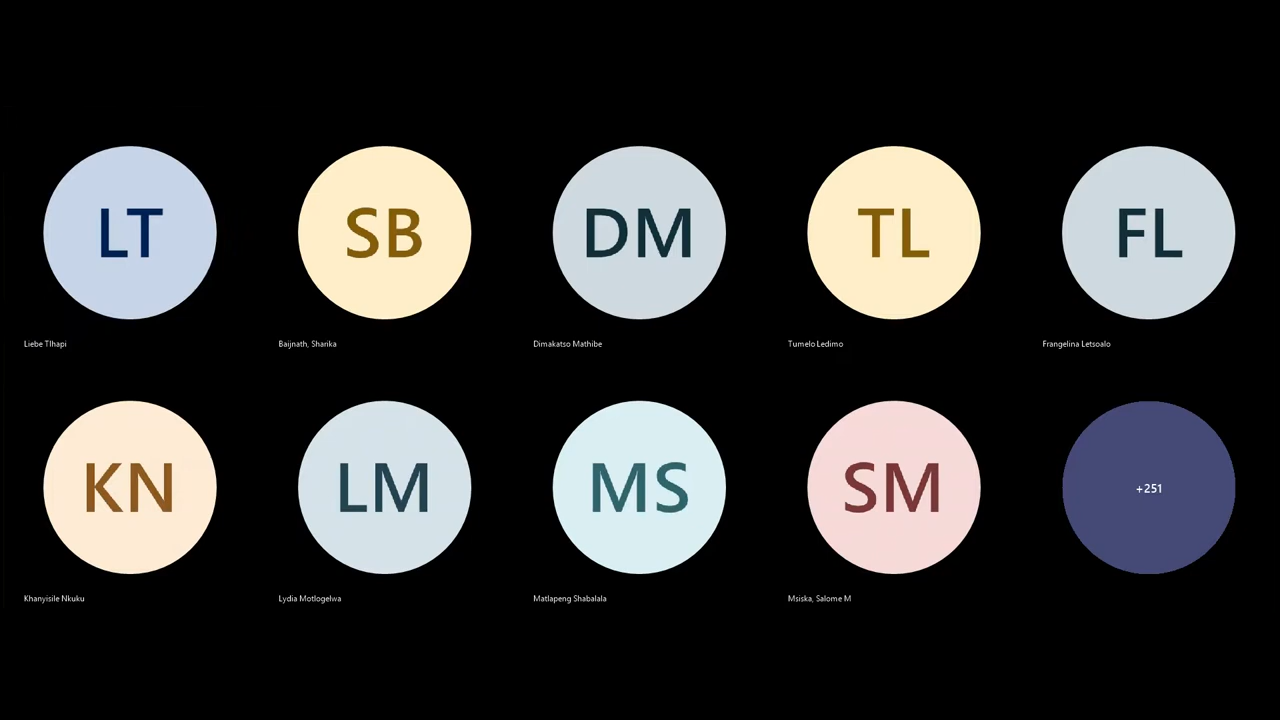 LT
SB
DM
TL
FL
Liebe Tlhapi
Baijnath, Sharika
Dimakatso Mathibe
Tumelo Ledimo
Frangelina Letsoalo
KN
LM
MS
SM
+251
Khanyisile Nkuku
Lydia Motlogelwa
Matlapeng Shabalala
Msiska, Salome M